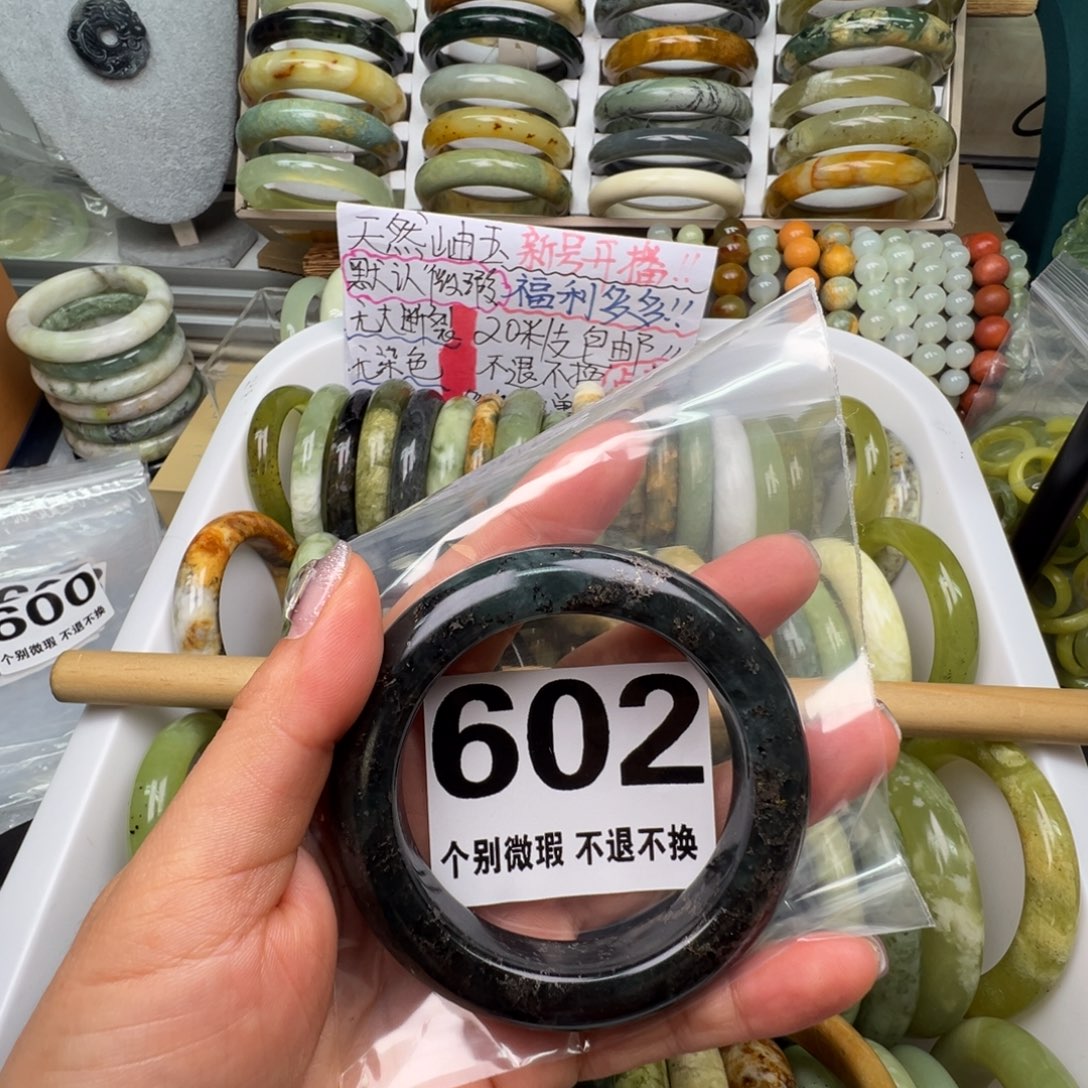 天然岫玉 新号开播!!
默认微瑕 福利多多!!
无大断裂 20米/支包邮!!
无染色 不退不换
600
600
个别微瑕 不退不换
602
个别微瑕 不退不换